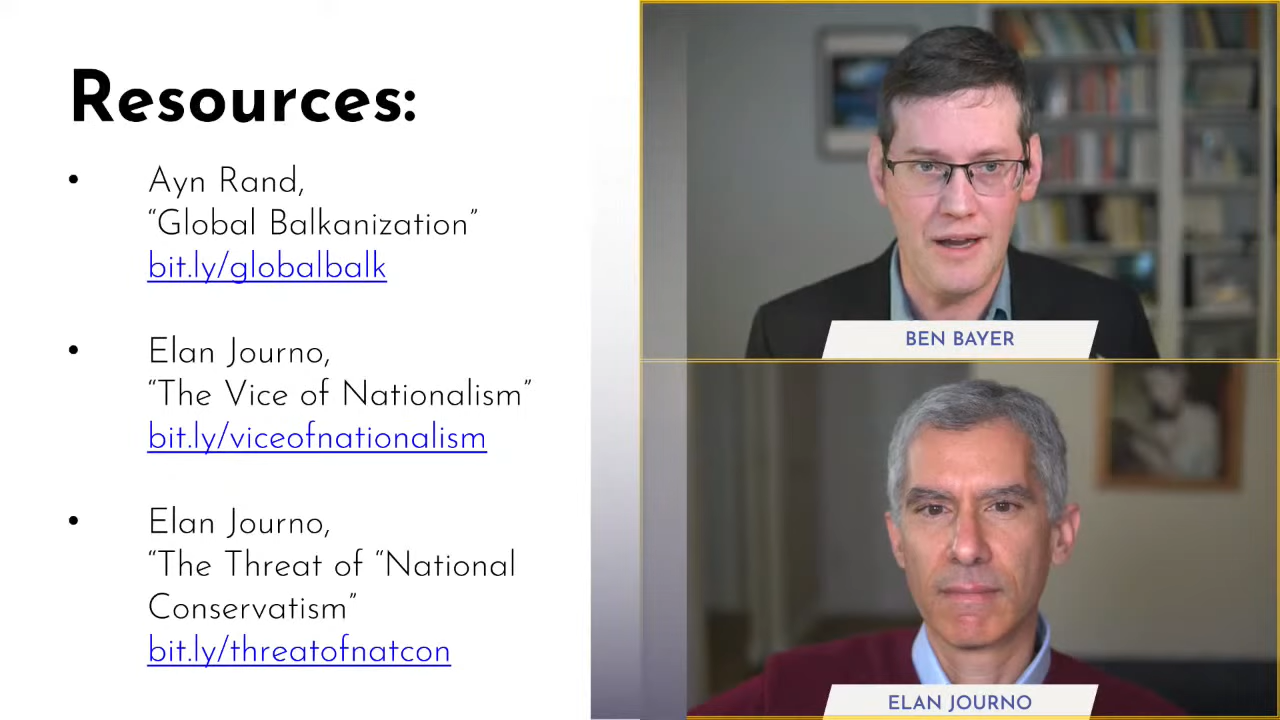 Resources:
• Ayn Rand,
“Global Balkanization”
bit.ly/globalbalk
• Elan Journo,
“The Vice of Nationalism”
bit.ly/viceofnationalism
• Elan Journo,
“The Threat of “National
Conservatism”
bit.ly/threatofnatcon
BEN BAYER
ELAN JOURNO